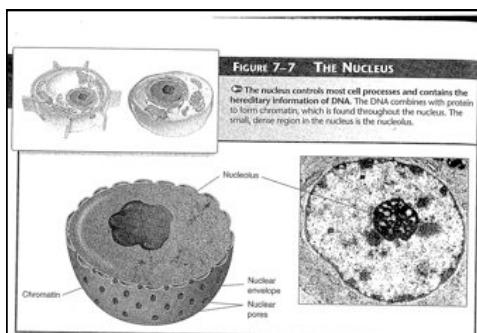 FIGURE 7–7 THE NUCLEUS
The nucleus controls most cell processes and contains the
hereditary information of DNA. The DNA combines with protein
to form chromatin, which is found throughout the nucleus. The
small, dense region in the nucleus is the nucleolus.
Nucleolus
Chromatin
Nuclear
envelope
Nuclear
pores